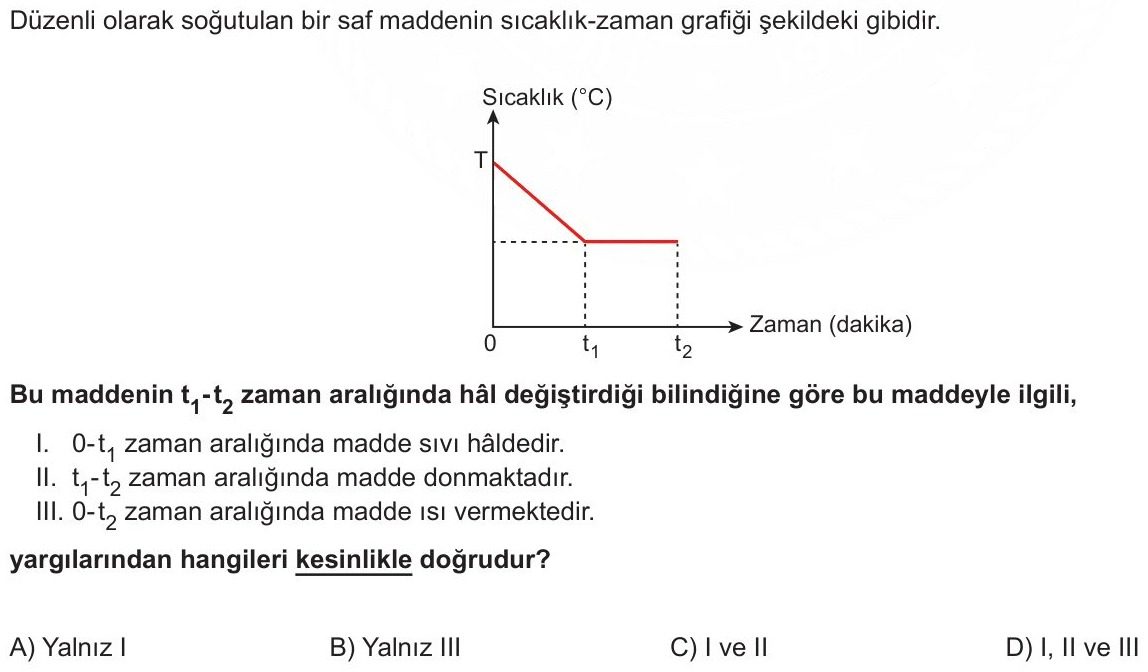 Düzenli olarak soğutulan bir saf maddenin sıcaklık-zaman grafiği şekildeki gibidir.
Sıcaklık (°C)
T
0
t₁
t₂
Zaman (dakika)
Bu maddenin t₁-t₂ zaman aralığında hâl değiştirdiği bilindiğine göre bu maddeyle ilgili,
I. 0-t₁ zaman aralığında madde sıvı hâldedir.
II. t₁-t₂ zaman aralığında madde donmaktadır.
III. 0-t₂ zaman aralığında madde ısı vermektedir.
yargılarından hangileri kesinlikle doğrudur?
A) Yalnız I B) Yalnız III C) I ve II D) I, II ve III